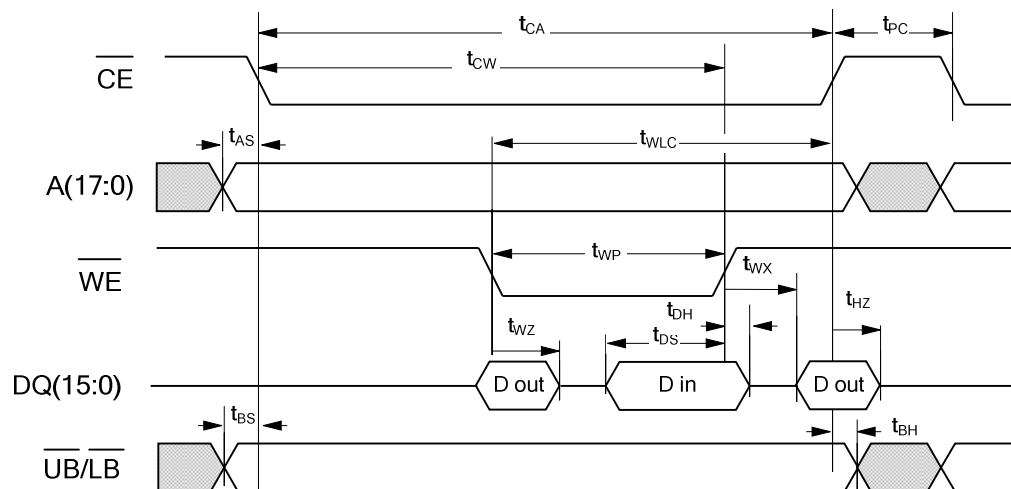 tCA
tPC
tCW
CE
tAS
tWLC
A(17:0)
tWP
WE
tWX
tDH
tHZ
tWZ
tDS
DQ(15:0)
D out
D in
D out
tBS
tBH
UB/LB